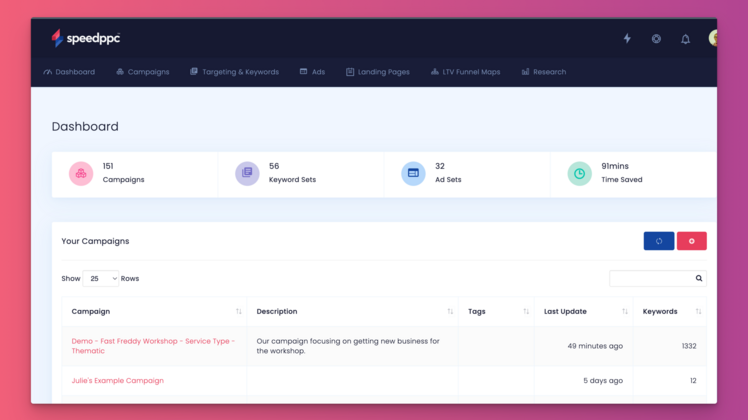 speedppc
Dashboard Campaigns Targeting & Keywords Ads Landing Pages LTV Funnel Maps Research
Dashboard
151
Campaigns
56
Keyword Sets
32
Ad Sets
91mins
Time Saved
Your Campaigns
Show 25 Rows
Campaign Description Tags Last Update Keywords
Demo - Fast Freddy Workshop - Service Type -
Thematic
Our campaign focusing on getting new business for
the workshop.
49 minutes ago
1332
Julie's Example Campaign
5 days ago
12